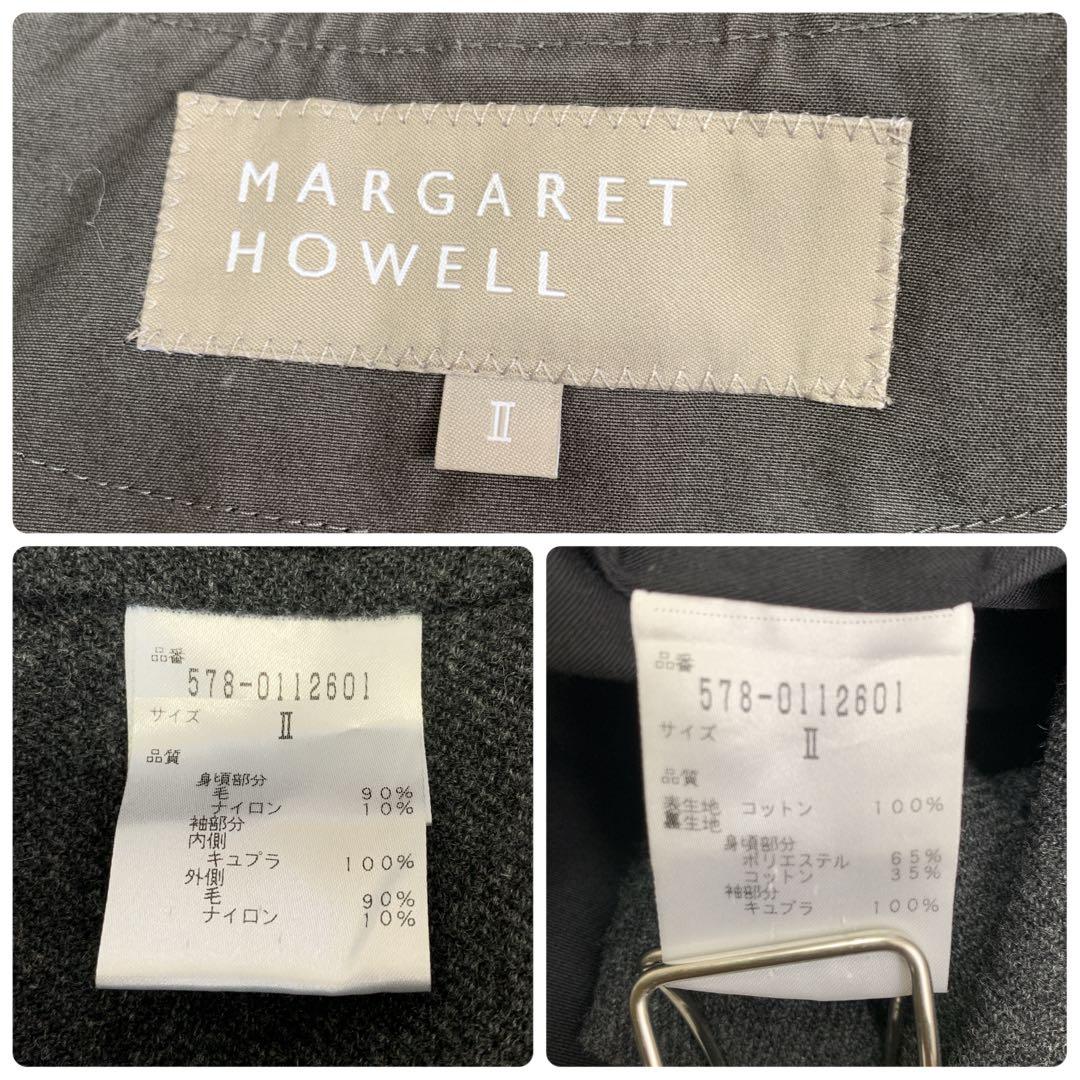 MARGARET
HOWELL
Ⅱ
品番
578-0112601
サイズ Ⅱ
品質
身頃部分
毛 90%
ナイロン 10%
袖部分
内側
キュプラ 100%
外側
毛 90%
ナイロン 10%
品番
578-0112601
サイズ Ⅱ
品質
表生地 コットン 100%
裏生地
身頃部分
ポリエステル 65%
コットン 35%
袖部分
キュプラ 100%